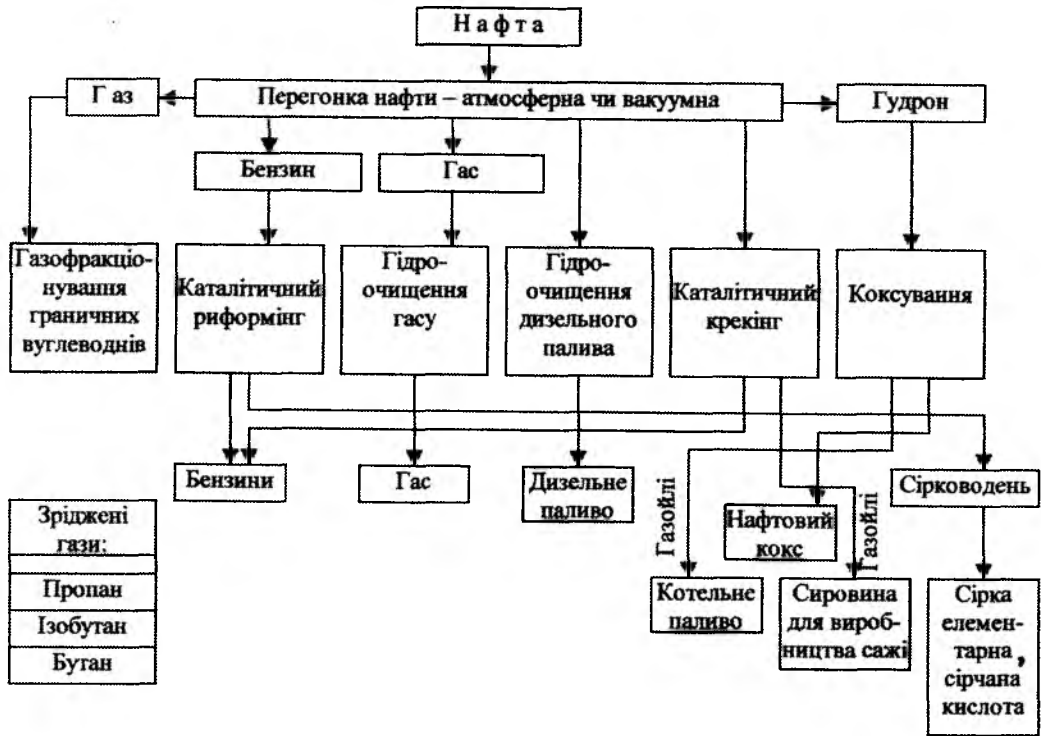 Н а ф т а
Г аз
Перегонка нафти – атмосферна чи вакуумна
Гудрон
Бензин
Гас
Газофракціо-
нування
граничних
вуглеводнів
Каталітичний
риформінг
Гідро-
очищення
гасу
Гідро-
очищення
дизельного
палива
Каталітичний
крекінг
Коксування
Бензини
Гас
Дизельне
паливо
Газойлі
Нафтовий
кокс
Газойлі
Сірководень
Зріджені
гази:
Пропан
Ізобутан
Бутан
Котельне
паливо
Сировина
для вироб-
ництва сажі
Сірка
елемен-
тарна,
сірчана
кислота